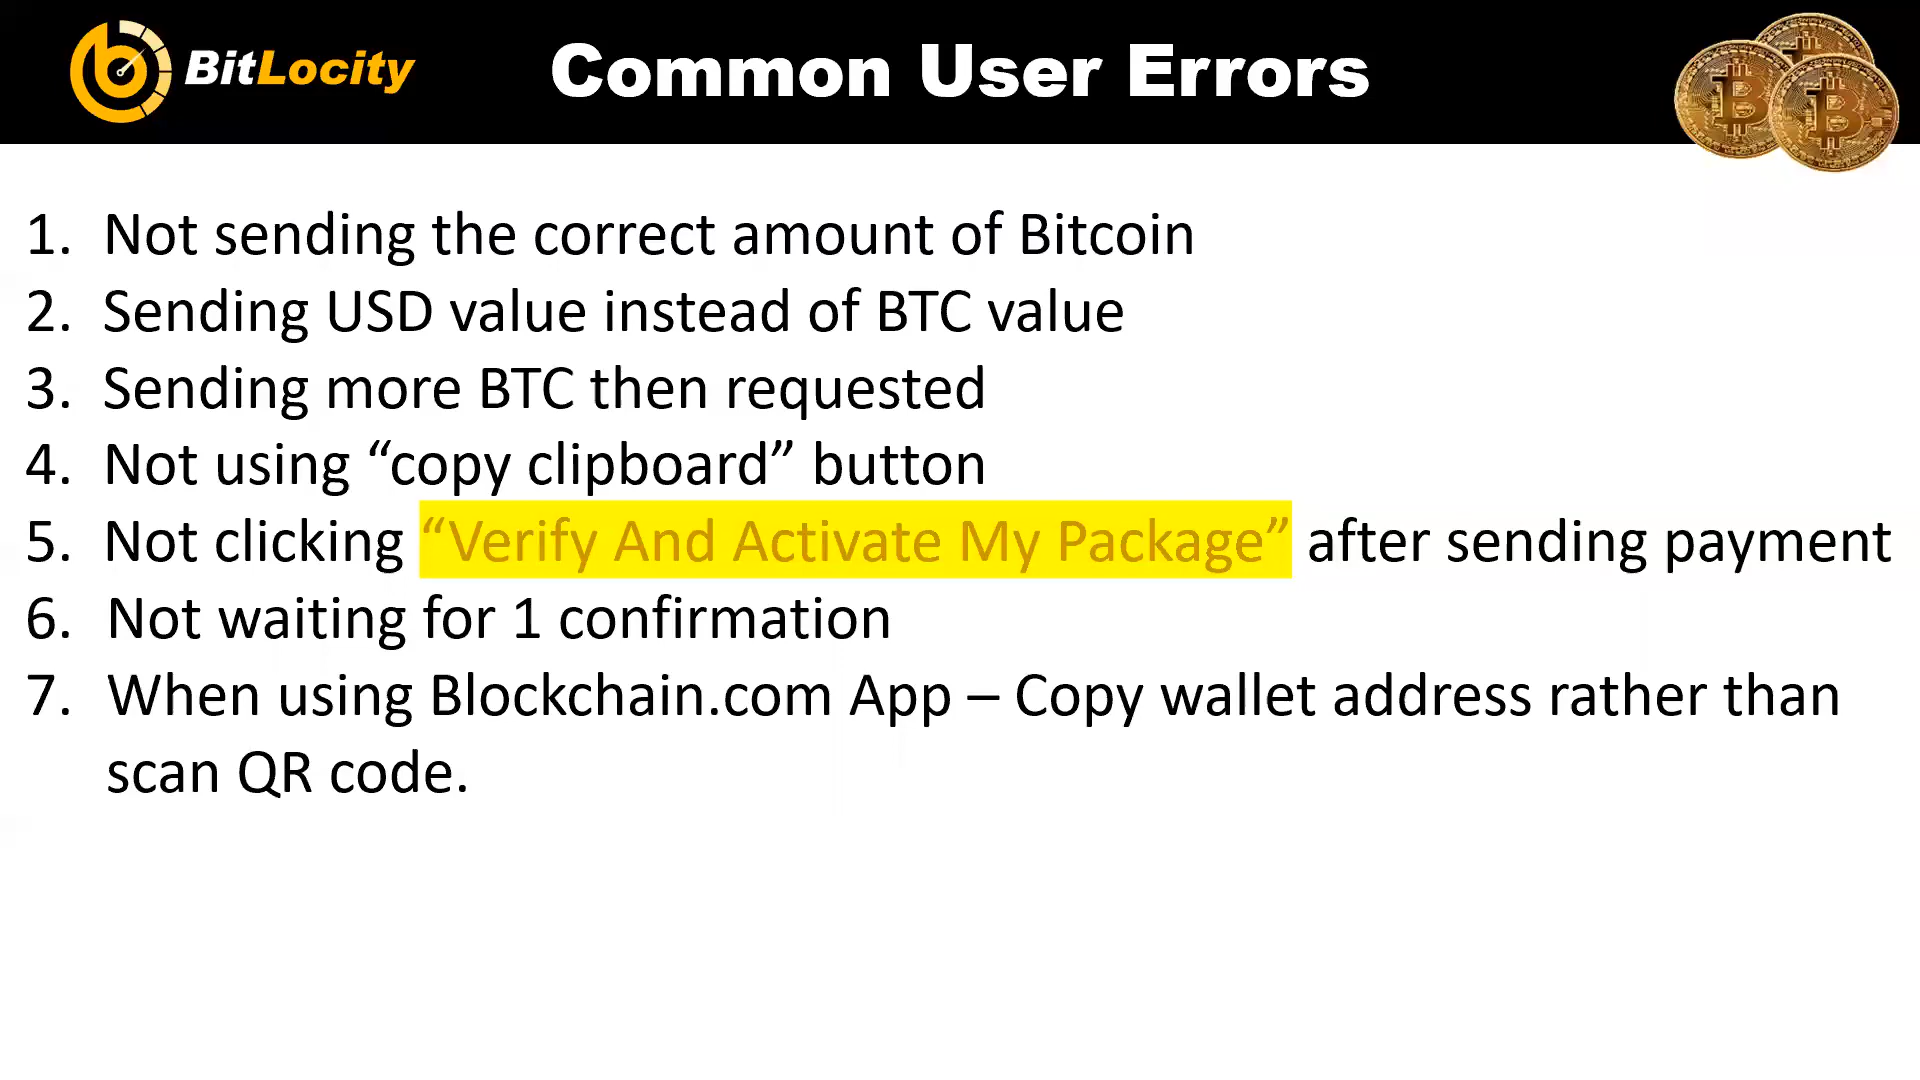 BitLocity
Common User Errors
1. Not sending the correct amount of Bitcoin
2. Sending USD value instead of BTC value
3. Sending more BTC then requested
4. Not using “copy clipboard” button
5. Not clicking “Verify And Activate My Package” after sending payment
6. Not waiting for 1 confirmation
7. When using Blockchain.com App – Copy wallet address rather than
scan QR code.